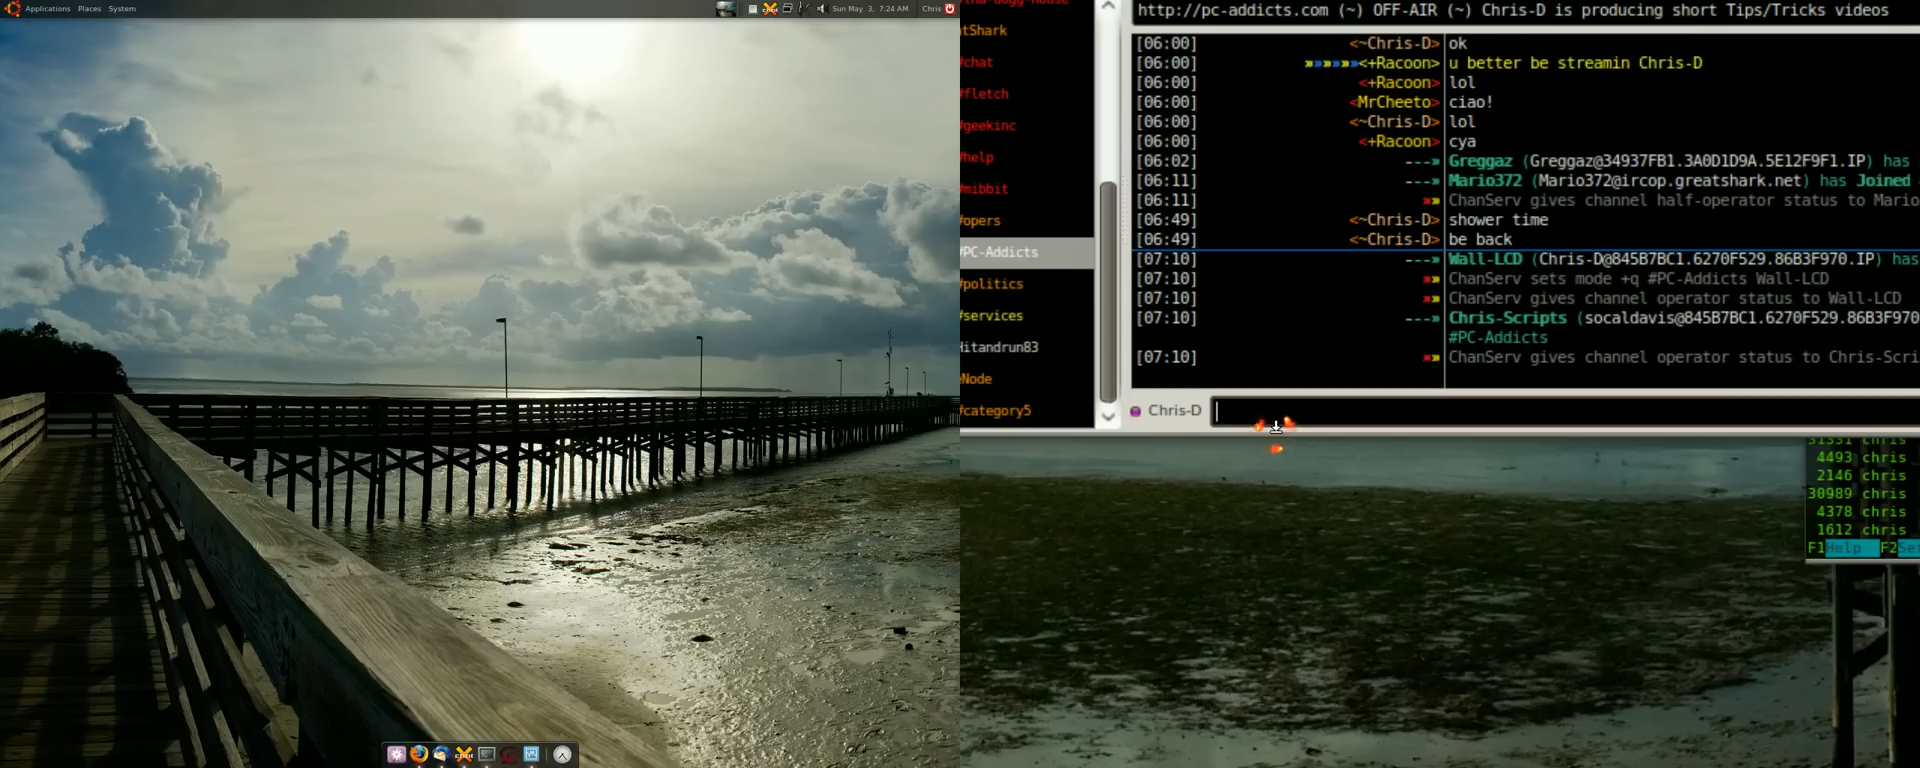 Applications Places System
Sun May 3, 7:24 AM Chris
#chat
#fletch
#geekinc
#help
#mibbit
#opers
#PC-Addicts
#politics
#services
Hitandrun83
#category5
http://pc-addicts.com (~) OFF-AIR (~) Chris-D is producing short Tips/Tricks videos
[06:00] <~Chris-D> ok
[06:00] »»»»»»<+Racoon> u better be streamin Chris-D
[06:00] <+Racoon> lol
[06:00] <MrCheeto> ciao!
[06:00] <~Chris-D> lol
[06:00] <+Racoon> cya
[06:02] ---» Greggaz (Greggaz@34937FB1.3A0D1D9A.5E12F9F1.IP) has
[06:11] ---» Mario372 (Mario372@ircop.greatshark.net) has Joined
[06:11] »» ChanServ gives channel half-operator status to Mario
[06:49] <~Chris-D> shower time
[06:49] <~Chris-D> be back
[07:10] ---» Wall-LCD (Chris-D@845B7BC1.6270F529.86B3F970.IP) has
[07:10] »» ChanServ sets mode +q #PC-Addicts Wall-LCD
[07:10] »» ChanServ gives channel operator status to Wall-LCD
[07:10] ---» Chris-Scripts (socaldavis@845B7BC1.6270F529.86B3F970
#PC-Addicts
[07:10] »» ChanServ gives channel operator status to Chris-Scri
Chris-D
31331 chris
4493 chris
2146 chris
30989 chris
4378 chris
1612 chris
F1Help F2Set